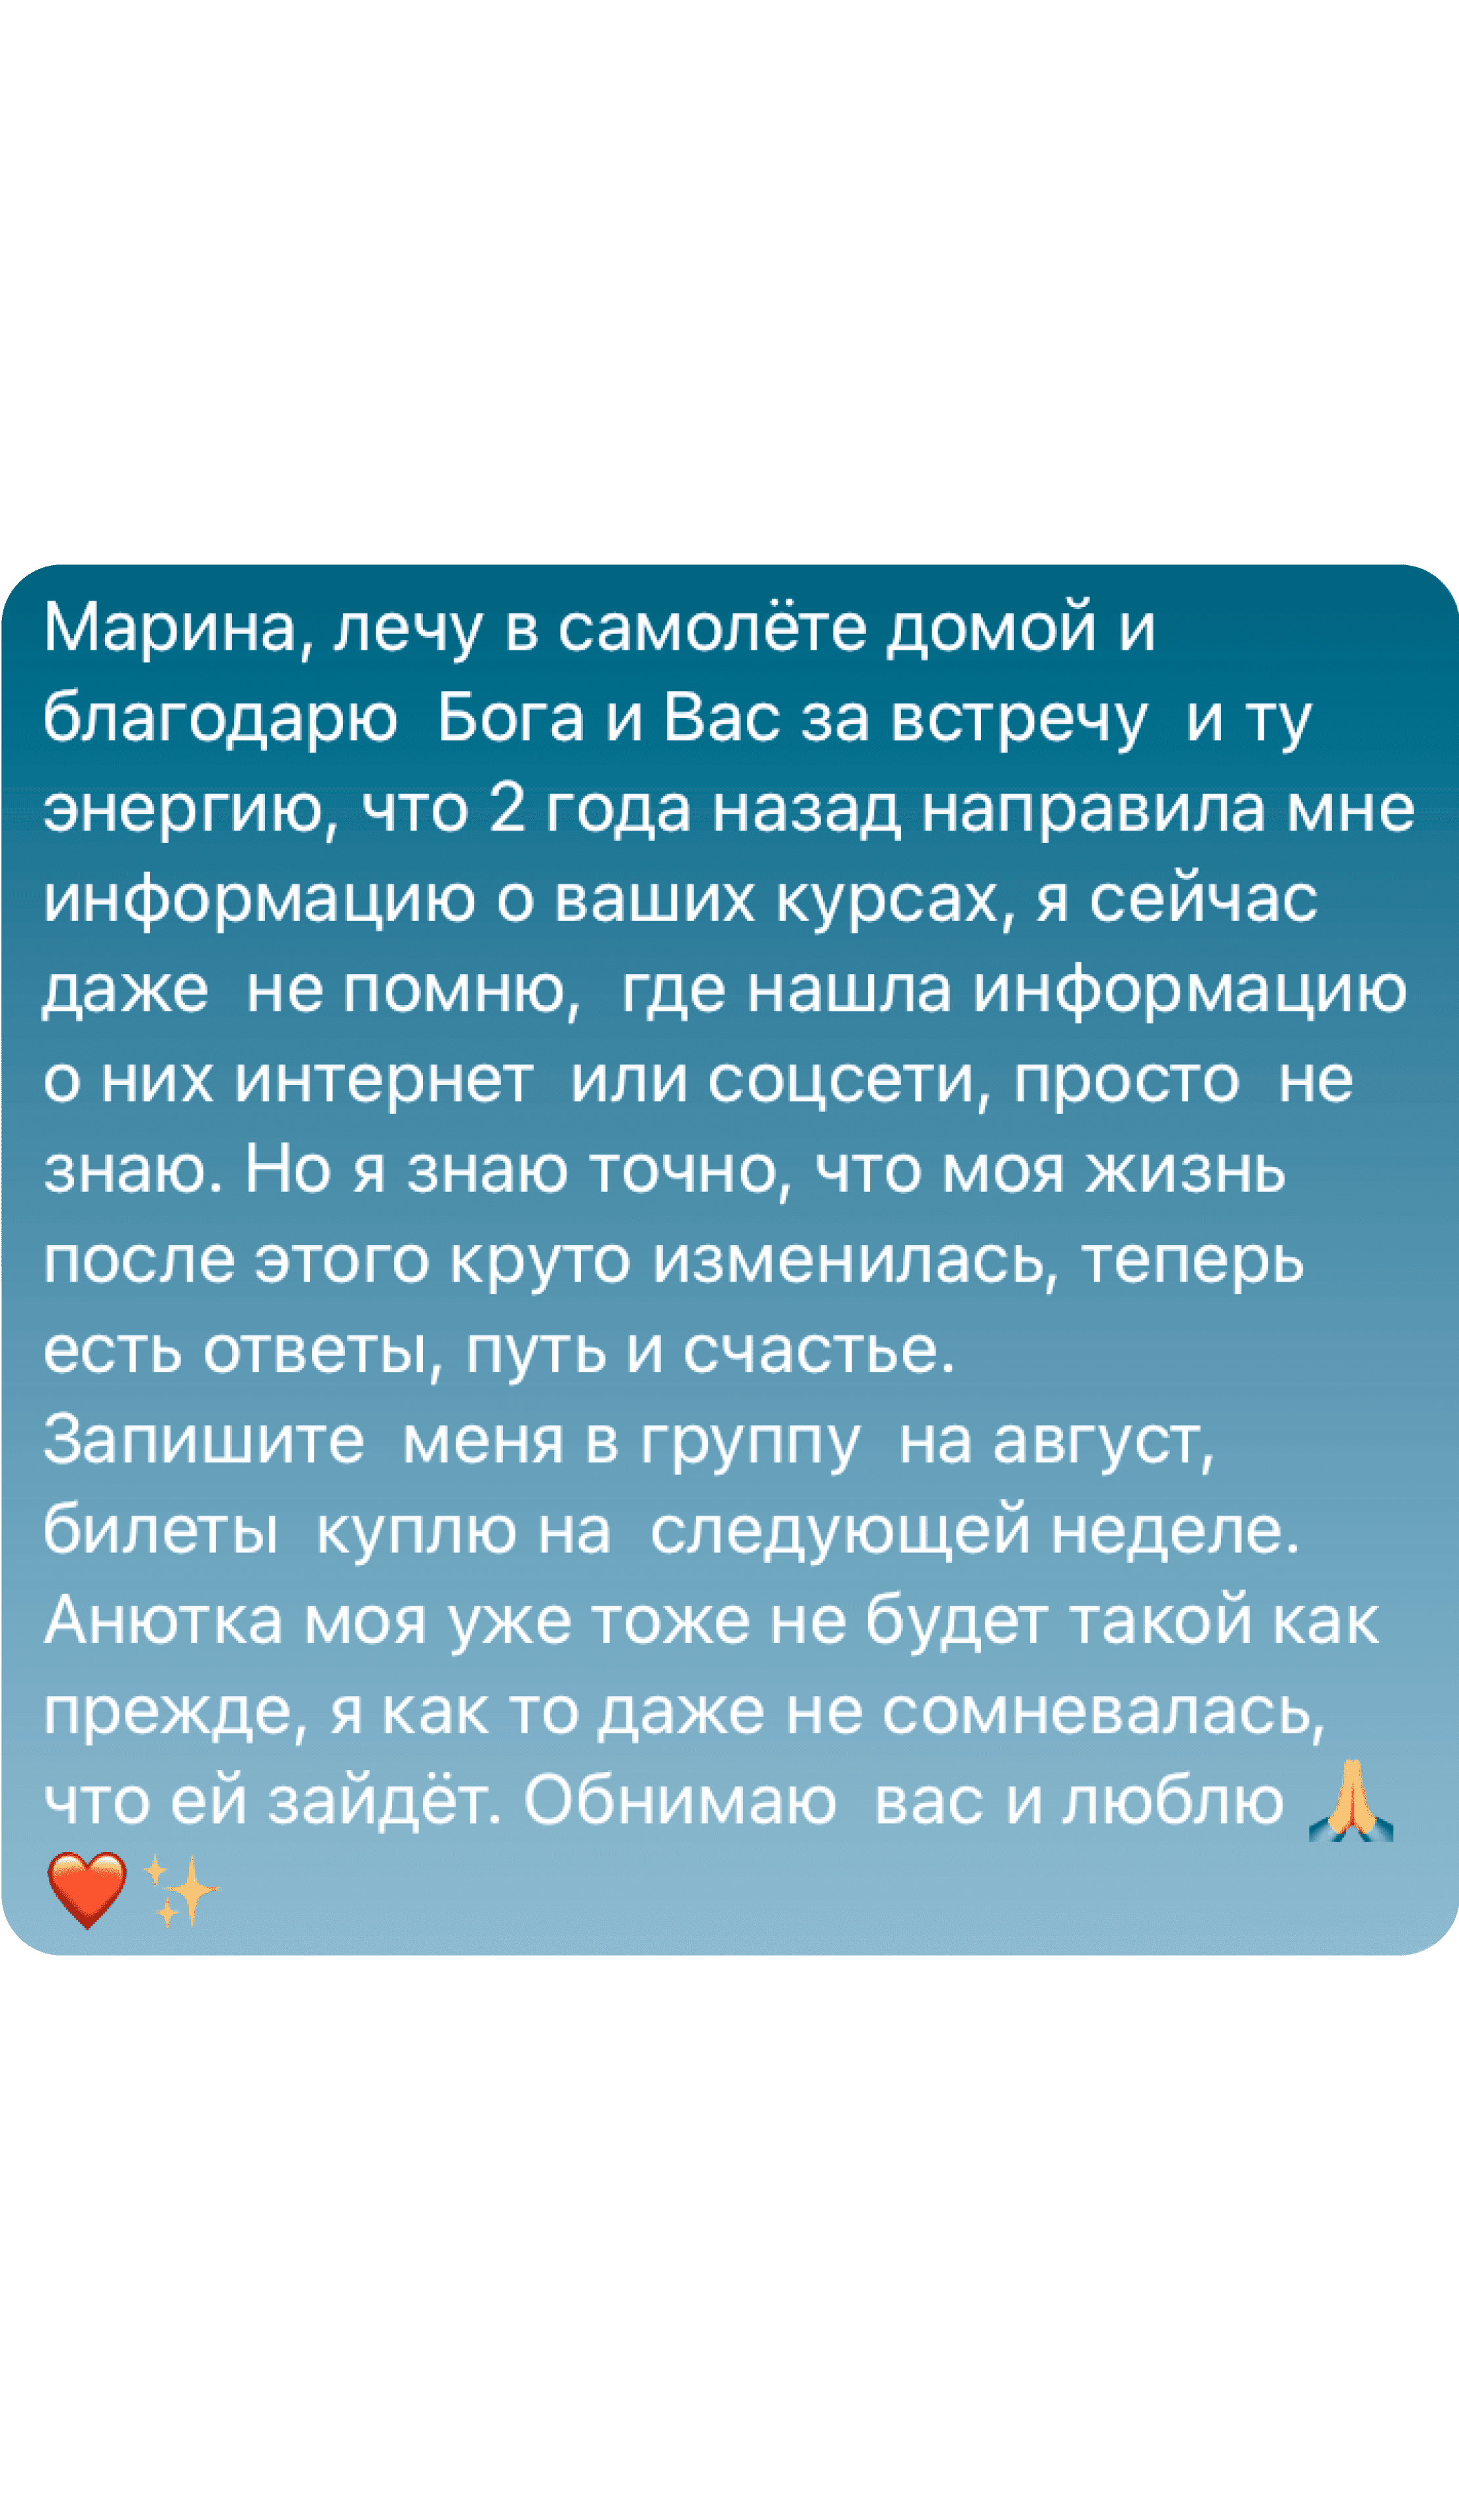 Марина, лечу в самолёте домой и
благодарю  Бога и Вас за встречу  и ту
энергию, что 2 года назад направила мне
информацию о ваших курсах, я сейчас
даже  не помню,  где нашла информацию
о них интернет  или соцсети, просто  не
знаю. Но я знаю точно, что моя жизнь
после этого круто изменилась, теперь
есть ответы, путь и счастье.
Запишите  меня в группу  на август,
билеты  куплю на  следующей неделе.
Анютка моя уже тоже не будет такой как
прежде, я как то даже не сомневалась,
что ей зайдёт. Обнимаю  вас и люблю 🙏
❤️✨